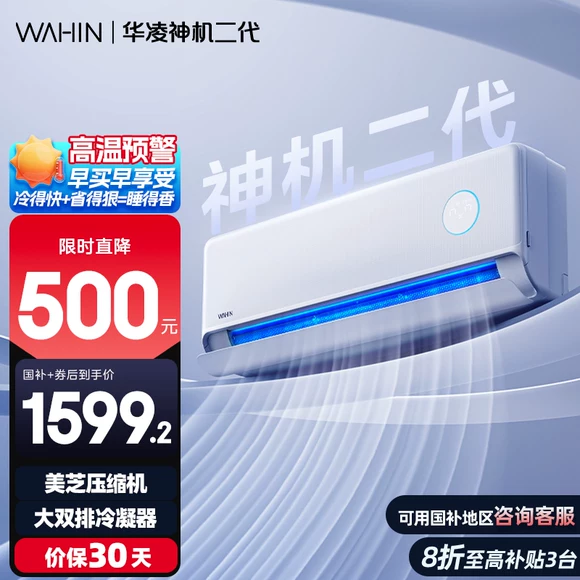 WAHIN | 华凌神机二代
神机二代
高温预警
早买早享受
冷得快+省得狠=睡得香
限时直降
500元
国补+券后到手价
1599.2
美芝压缩机
大双排冷凝器
价保30天
WAHIN
可用国补地区咨询客服
8折至高补贴3台